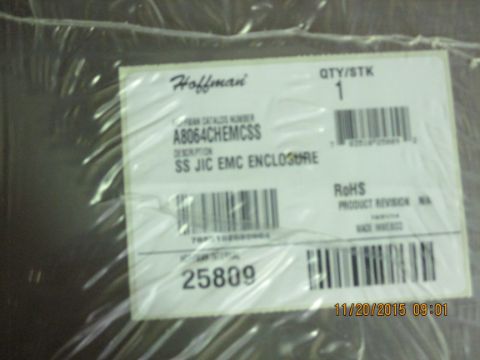 Hoffman
QTY/STK
1
HOFFMAN CATALOG NUMBER
A8064CHEMCSS
DESCRIPTION
SS JIC EMC ENCLOSURE
RoHS
PRODUCT REVISION N/A
25809
11/20/2015 09:01